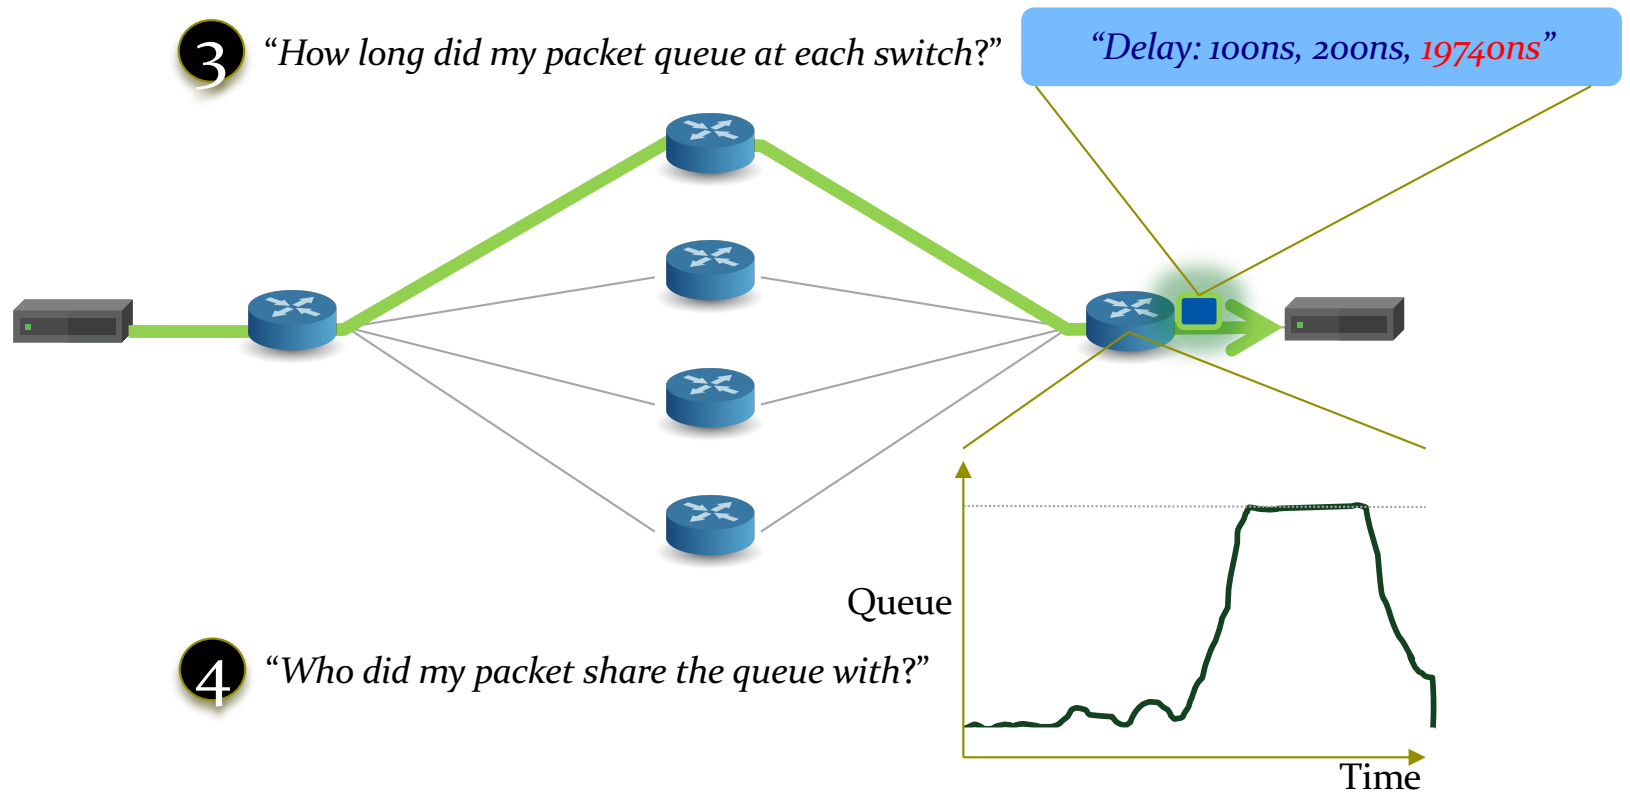 3 “How long did my packet queue at each switch?”
“Delay: 100ns, 200ns, 19740ns”
Queue
4 “Who did my packet share the queue with?”
Time